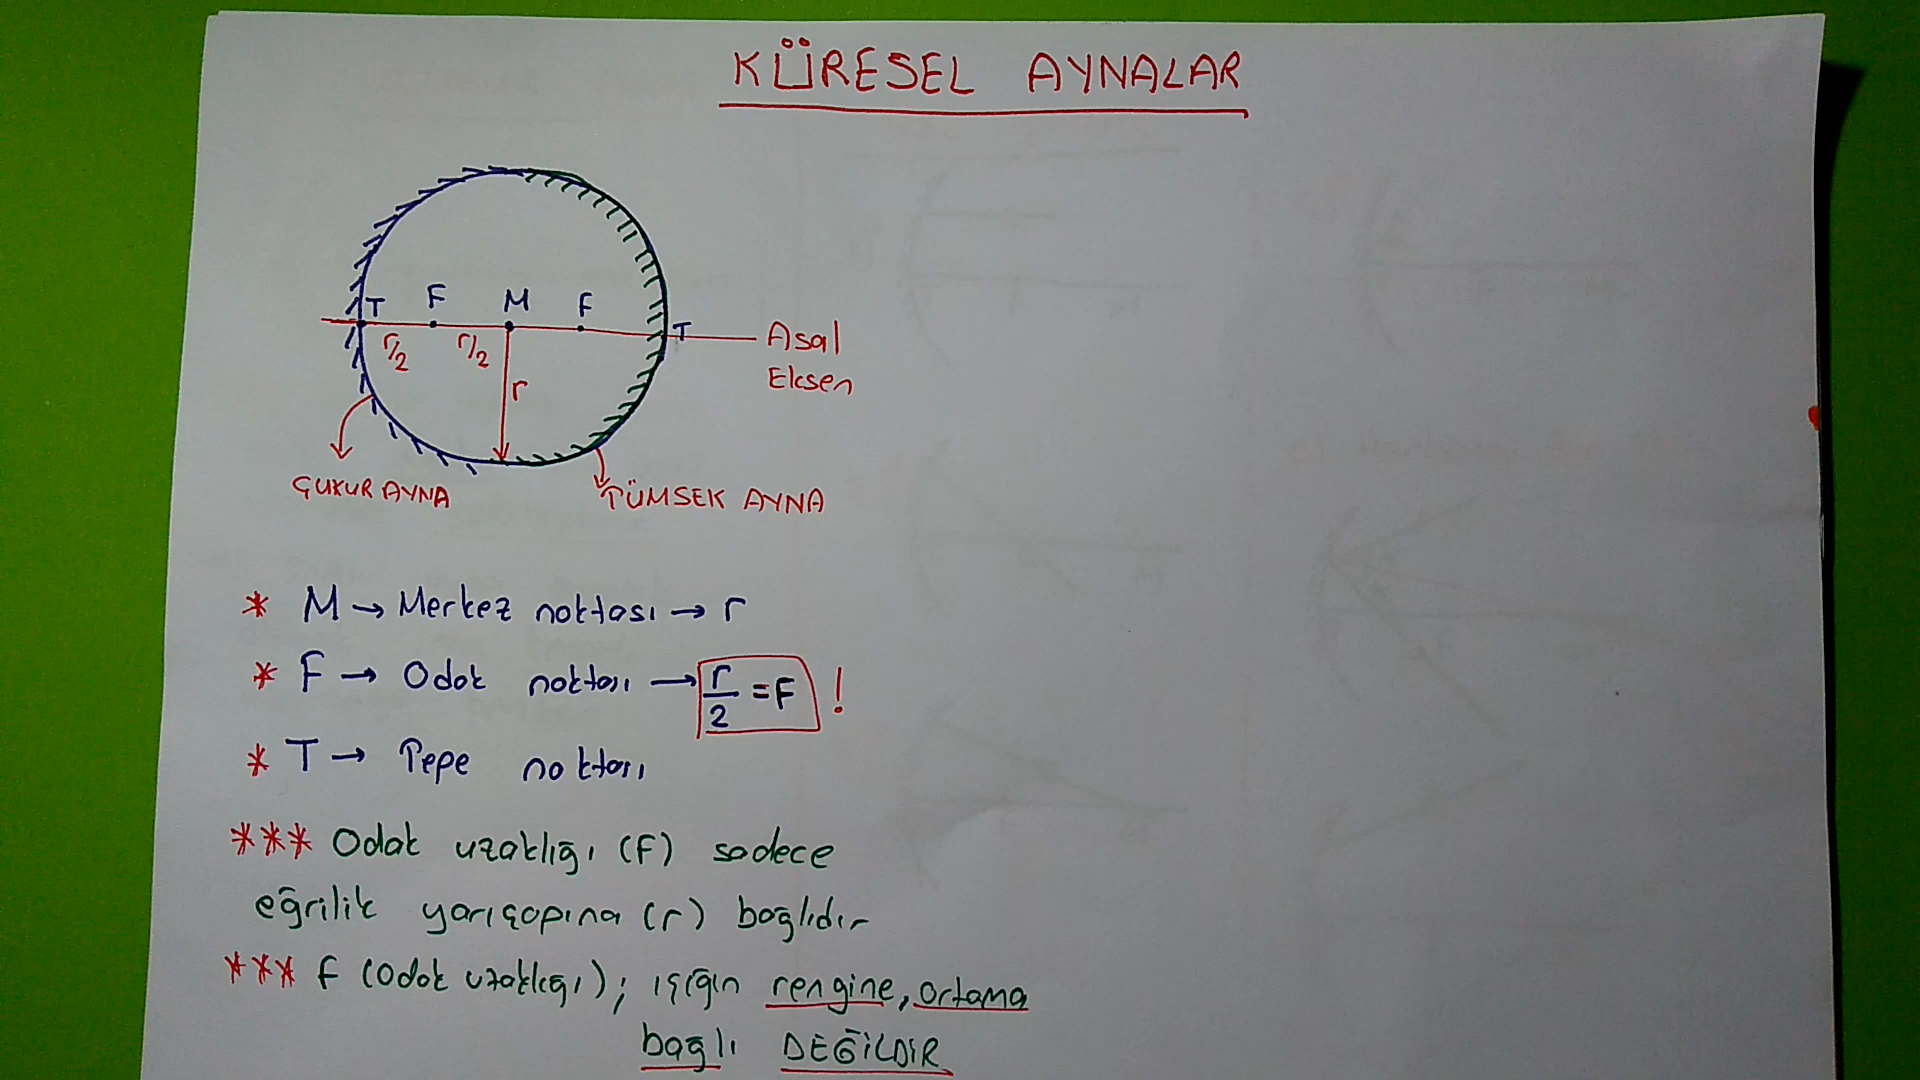 KÜRESEL AYNALAR
T F M F T
r/2 r/2 r
Asal
Eksen
ÇUKUR AYNA
TÜMSEK AYNA
* M → Merkez noktası → r
* F → Odak noktası → r/2 = F !
* T → Tepe noktası
*** Odak uzaklığı (F) sadece
eğrilik yarıçapına (r) bağlıdır
*** f (Odak uzaklığı); ışığın rengine, ortama
bağlı DEĞİLDİR